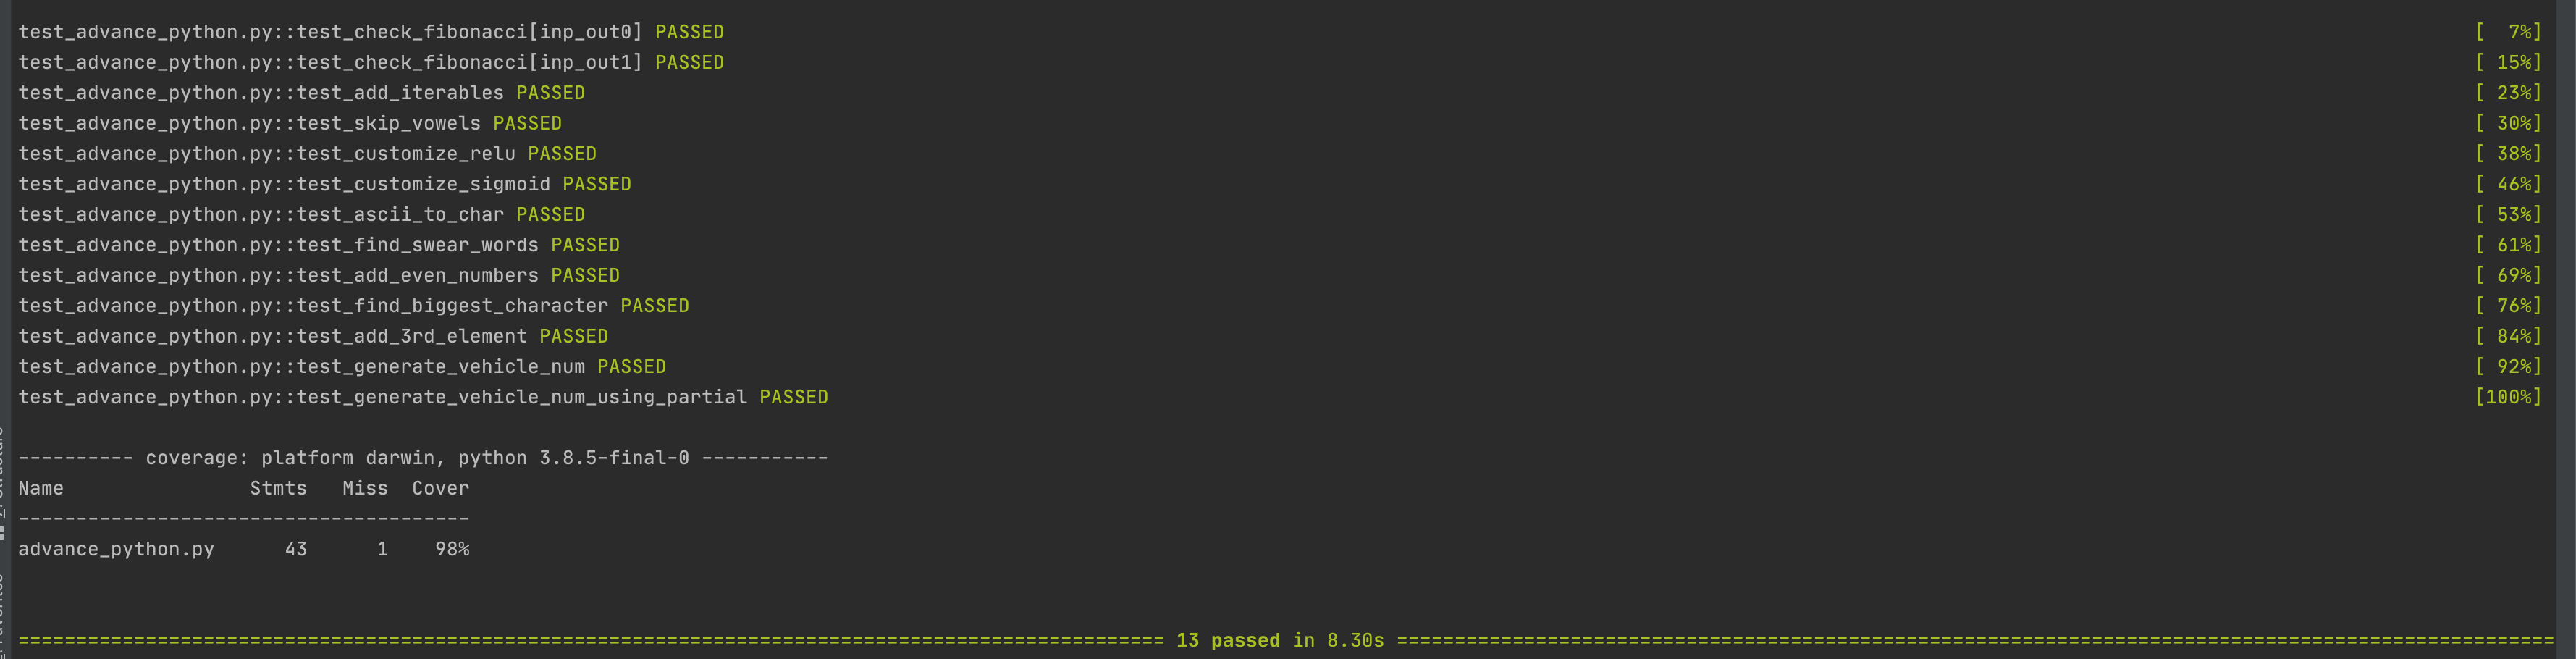 test_advance_python.py::test_check_fibonacci[inp_out0] PASSED [  7%]
test_advance_python.py::test_check_fibonacci[inp_out1] PASSED [ 15%]
test_advance_python.py::test_add_iterables PASSED [ 23%]
test_advance_python.py::test_skip_vowels PASSED [ 30%]
test_advance_python.py::test_customize_relu PASSED [ 38%]
test_advance_python.py::test_customize_sigmoid PASSED [ 46%]
test_advance_python.py::test_ascii_to_char PASSED [ 53%]
test_advance_python.py::test_find_swear_words PASSED [ 61%]
test_advance_python.py::test_add_even_numbers PASSED [ 69%]
test_advance_python.py::test_find_biggest_character PASSED [ 76%]
test_advance_python.py::test_add_3rd_element PASSED [ 84%]
test_advance_python.py::test_generate_vehicle_num PASSED [ 92%]
test_advance_python.py::test_generate_vehicle_num_using_partial PASSED [100%]
---------- coverage: platform darwin, python 3.8.5-final-0 -----------
Name                Stmts   Miss  Cover
---------------------------------------
advance_python.py      43      1    98%
=================================================================================================== 13 passed in 8.30s ====================================================================================================